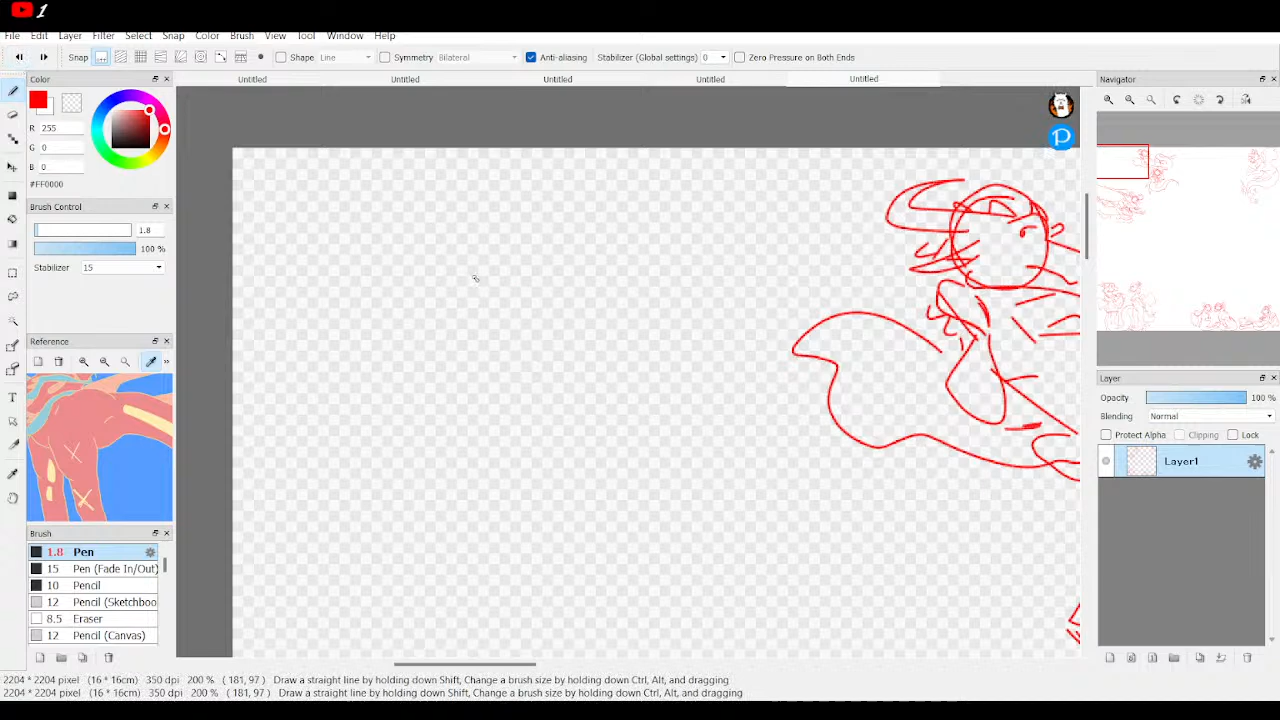 1
File Edit Layer Filter Select Snap Color Brush View Tool Window Help
Snap Shape Line Symmetry Bilateral Anti-aliasing Stabilizer (Global settings) 0 Zero Pressure on Both Ends
Color
Untitled Untitled Untitled Untitled Untitled
Navigator
R 255
G 0
B 0
#FF0000
Brush Control
1.8
100 %
Stabilizer 15
Reference
Brush
1.8 Pen
15 Pen (Fade In/Out)
10 Pencil
12 Pencil (Sketchboo
8.5 Eraser
12 Pencil (Canvas)
Layer
Opacity 100 %
Blending Normal
Protect Alpha Clipping Lock
Layer1
2204 * 2204 pixel (16 * 16cm) 350 dpi 200 % ( 181, 97 ) Draw a straight line by holding down Shift, Change a brush size by holding down Ctrl, Alt, and dragging
2204 * 2204 pixel (16 * 16cm) 350 dpi 200 % ( 181, 97 ) Draw a straight line by holding down Shift, Change a brush size by holding down Ctrl, Alt, and dragging